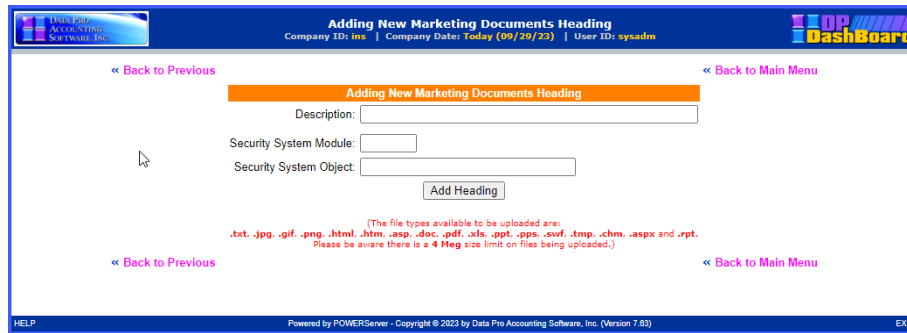 DATA PRO
ACCOUNTING
SOFTWARE, INC.
Adding New Marketing Documents Heading
Company ID: ins | Company Date: Today (09/29/23) | User ID: sysadm
DP
DashBoard
« Back to Previous
« Back to Main Menu
Adding New Marketing Documents Heading
Description:
Security System Module:
Security System Object:
Add Heading
(The file types available to be uploaded are:
.txt, .jpg, .gif, .png, .html, .htm, .asp, .doc, .pdf, .xls, .ppt, .pps, .svf, .tmp, .chm, .aspx and .rpt.
Please be aware there is a 4 Meg size limit on files being uploaded.)
« Back to Previous
« Back to Main Menu
HELP
Powered by POWERServer - Copyright © 2023 by Data Pro Accounting Software, Inc. (Version 7.63)
EX